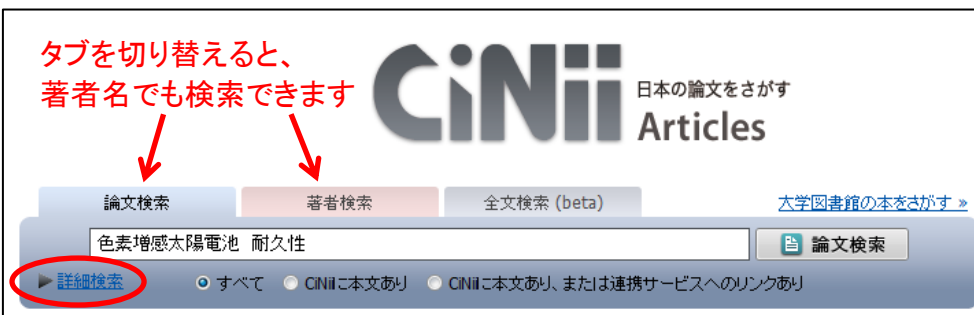 タブを切り替えると、
著者名でも検索できます
CiNii
日本の論文をさがす
Articles
論文検索
著者検索
全文検索 (beta)
大学図書館の本をさがす »
色素増感太陽電池 耐久性
論文検索
詳細検索
すべて
CiNiiに本文あり
CiNiiに本文あり、または連携サービスへのリンクあり